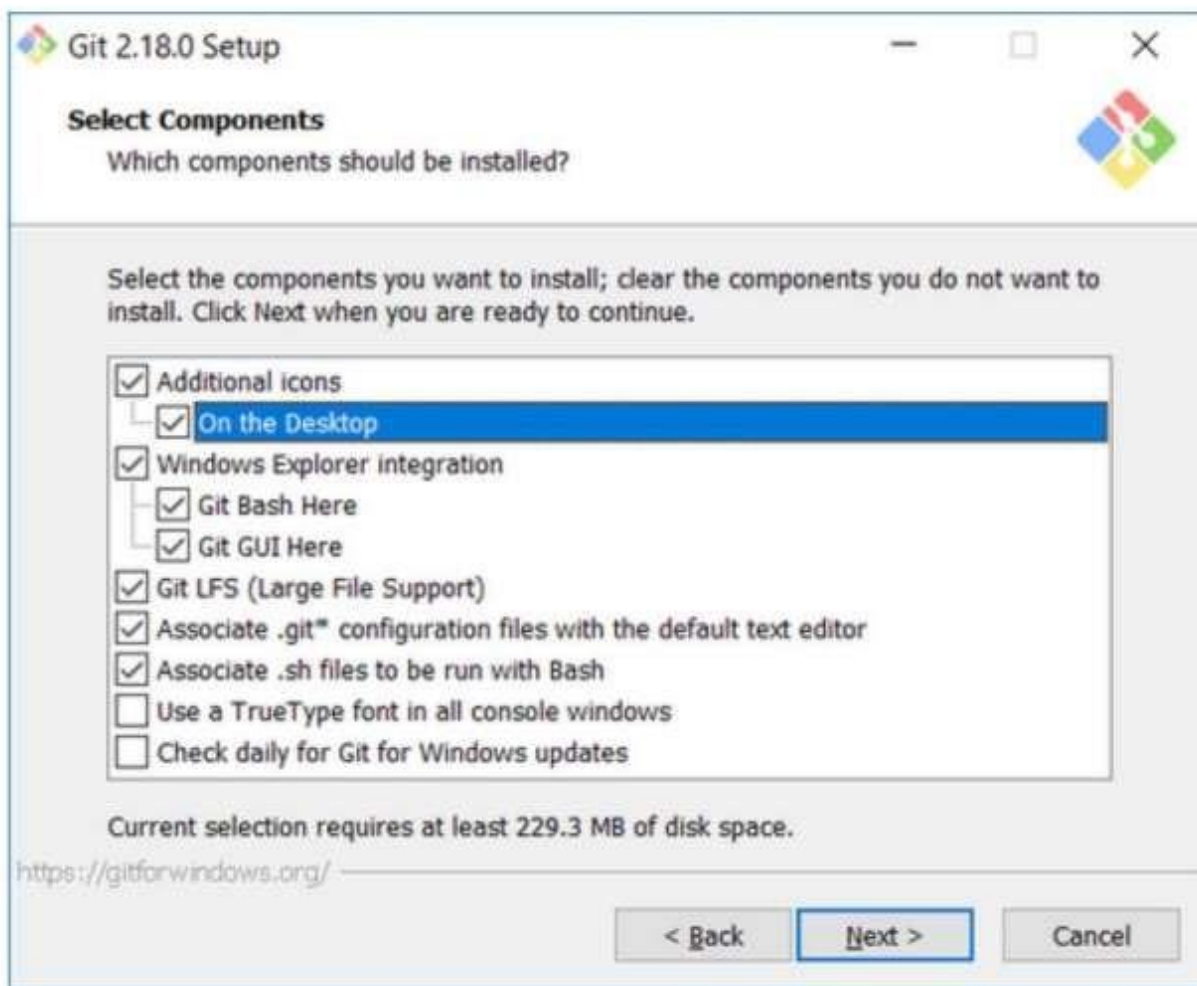 Git 2.18.0 Setup
Select Components
Which components should be installed?
Select the components you want to install; clear the components you do not want to
install. Click Next when you are ready to continue.
Additional icons
On the Desktop
Windows Explorer integration
Git Bash Here
Git GUI Here
Git LFS (Large File Support)
Associate .git* configuration files with the default text editor
Associate .sh files to be run with Bash
Use a TrueType font in all console windows
Check daily for Git for Windows updates
Current selection requires at least 229.3 MB of disk space.
https://gitforwindows.org/
< Back
Next >
Cancel